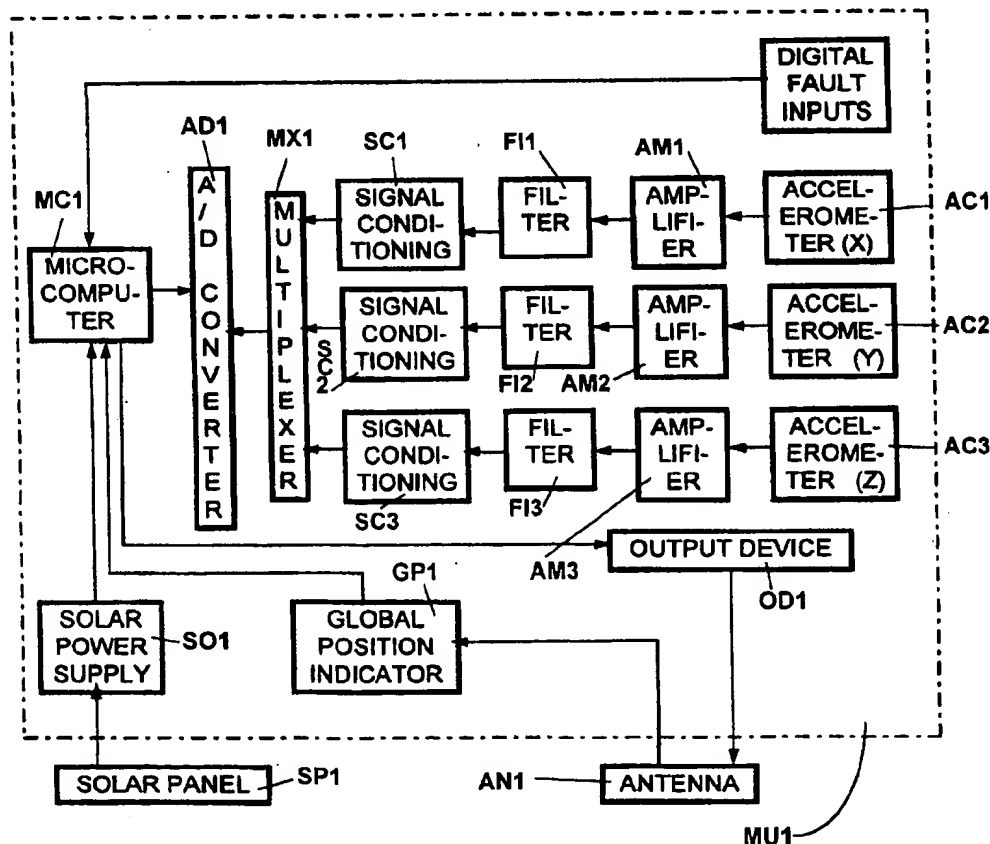 DIGITAL
FAULT
INPUTS
AD1
MX1
SC1
FI1
AM1
MC1
AC1
A/D CONVERTER
MULTIPLEXER
SIGNAL
CONDI-
TIONING
FIL-
TER
AMP-
LIFI-
ER
ACCEL-
EROME-
TER (X)
MICRO-
COMPU-
TER
SIGNAL
CONDI-
TIONING
FIL-
TER
AMP-
LIFI-
ER
ACCEL-
EROME-
TER (Y)
AC2
SC2
FI2
AM2
SIGNAL
CONDI-
TIONING
FIL-
TER
AMP-
LIFI-
ER
ACCEL-
EROME-
TER (Z)
AC3
SC3
FI3
AM3
OUTPUT DEVICE
OD1
GP1
SOLAR
POWER
SUPPLY
SO1
GLOBAL
POSITION
INDICATOR
SOLAR PANEL
SP1
AN1
ANTENNA
MU1